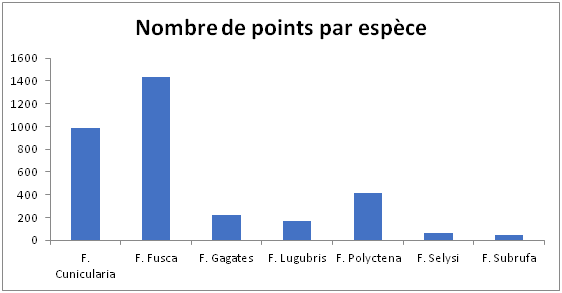 Nombre de points par espèce
1600
1400
1200
1000
800
600
400
200
0
F. Cunicularia
F. Fusca
F. Gagates
F. Lugubris
F. Polyctena
F. Selysi
F. Subrufa